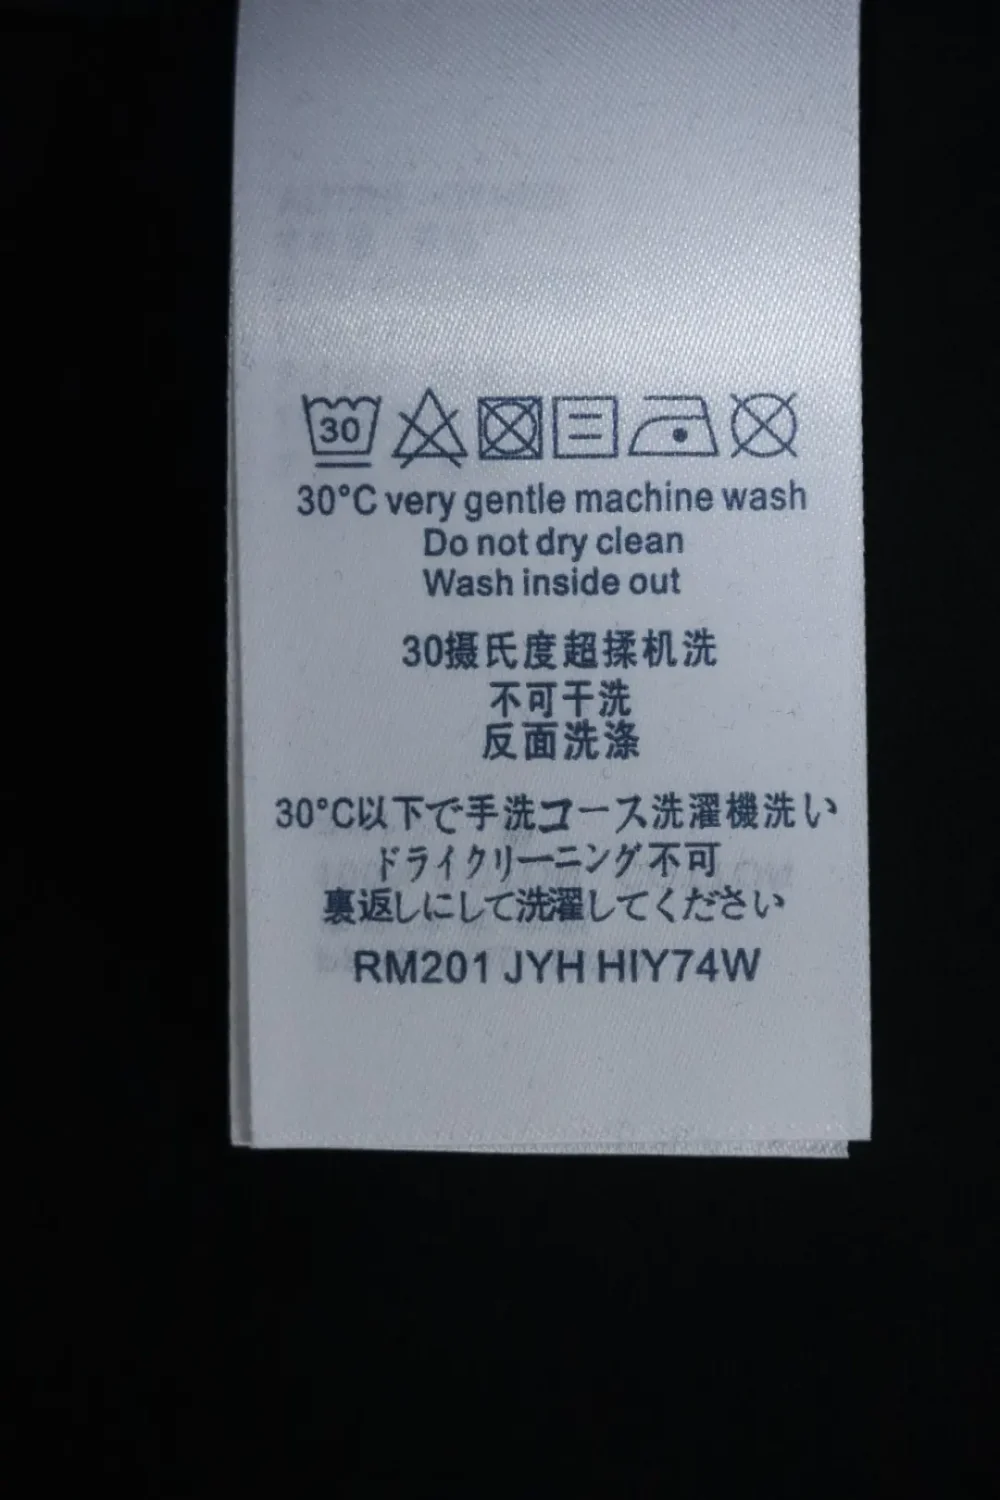 30
30°C very gentle machine wash
Do not dry clean
Wash inside out
30摄氏度超揉机洗
不可干洗
反面洗涤
30°C以下で手洗コース洗濯機洗い
ドライクリーニング不可
裏返しにして洗濯してください
RM201 JYH HIY74W